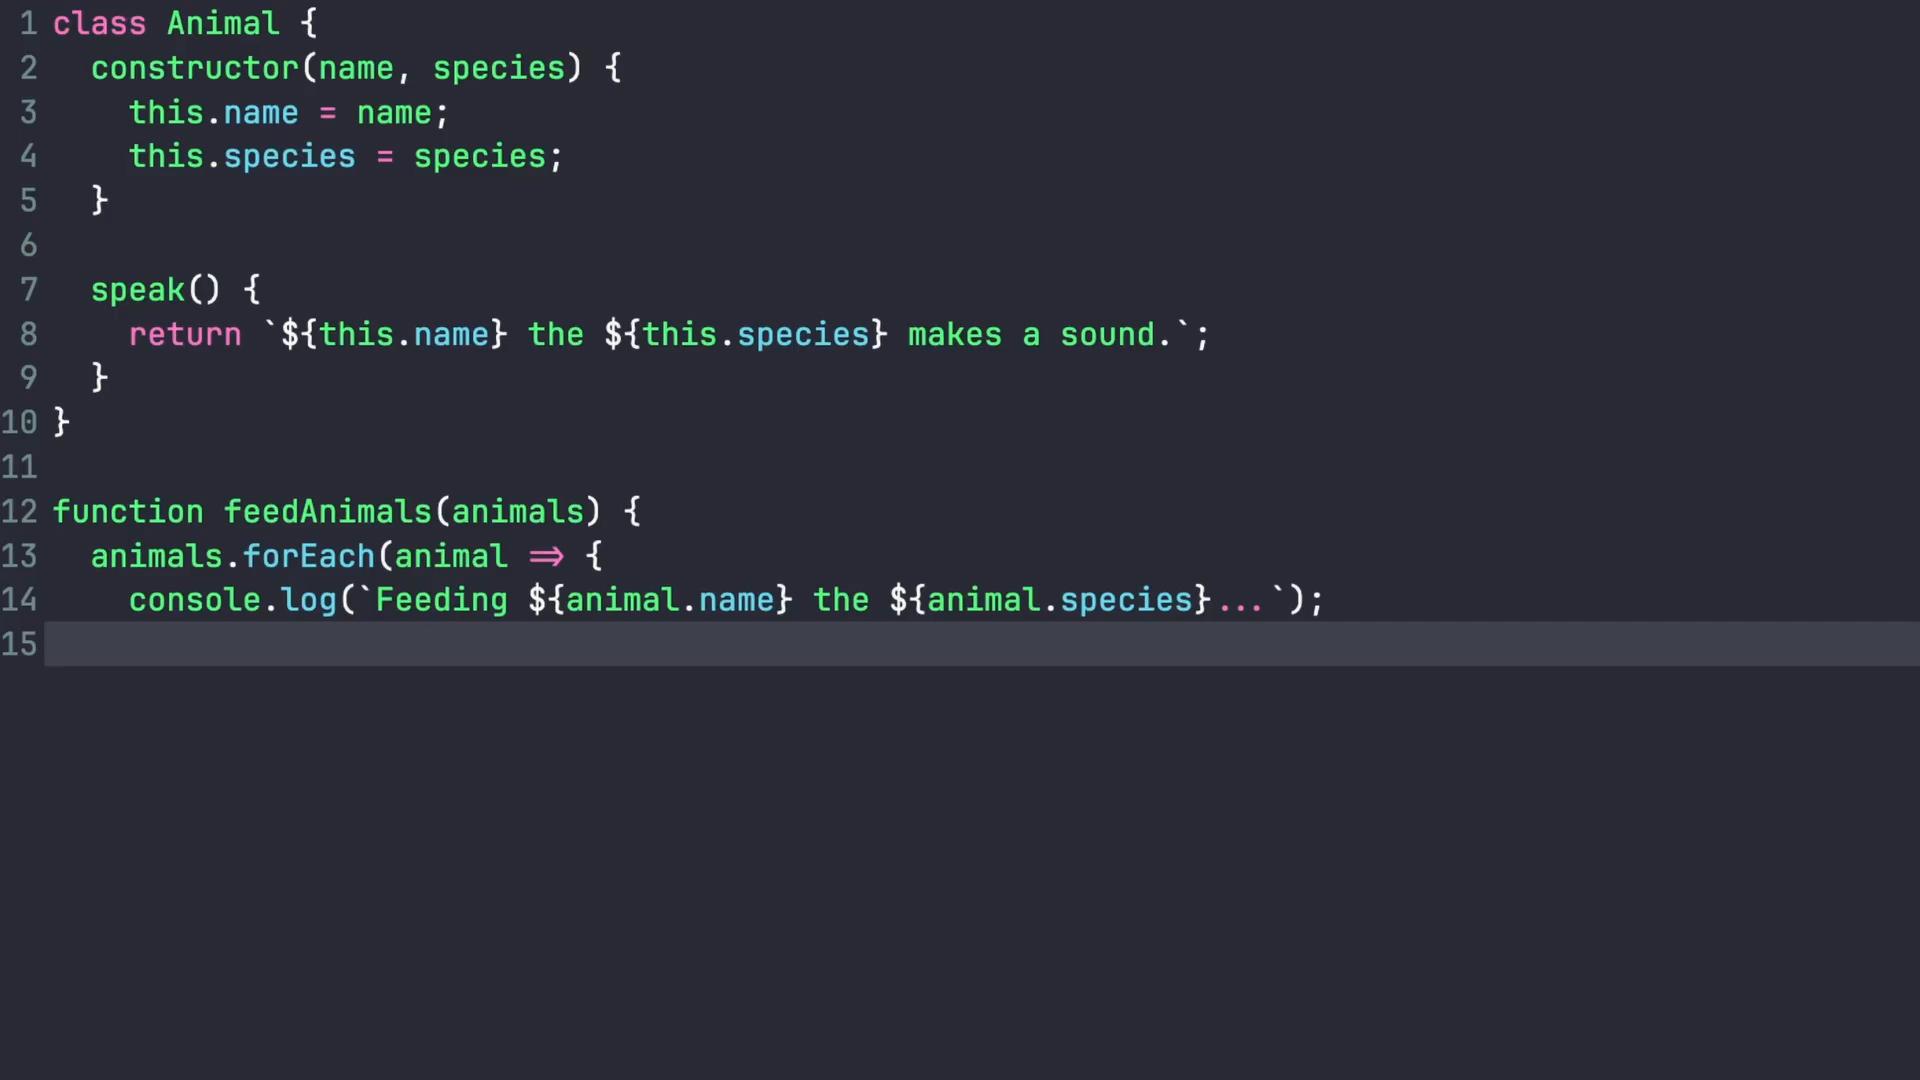 1 class Animal {
2   constructor(name, species) {
3     this.name = name;
4     this.species = species;
5   }
6
7   speak() {
8     return `${this.name} the ${this.species} makes a sound.`;
9   }
10 }
11
12 function feedAnimals(animals) {
13   animals.forEach(animal => {
14     console.log(`Feeding ${animal.name} the ${animal.species}...`);
15